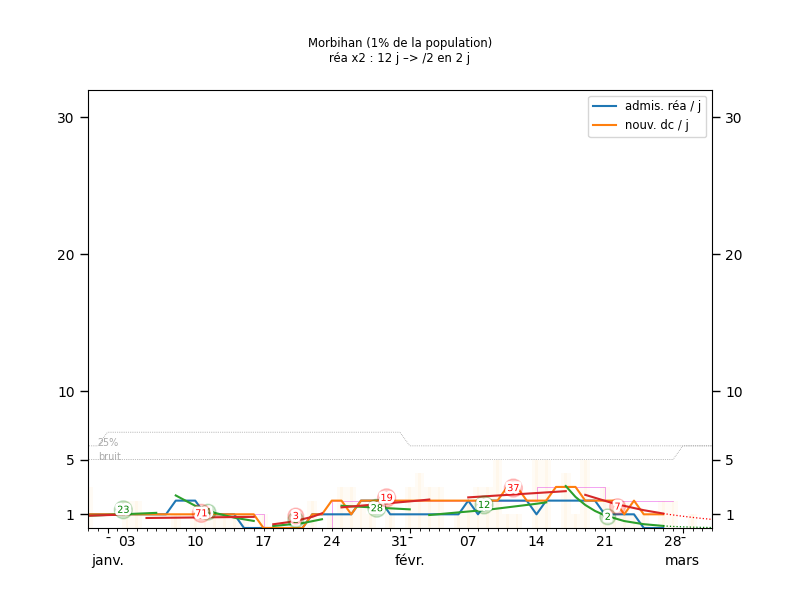 Morbihan (1% de la population)
réa x2 : 12 j –> /2 en 2 j
admis. réa / j
nouv. dc / j
30 30
20 20
10 10
25%
bruit
5 5
1 1
23 71 3 19 28 12 37 2 7
03 10 17 24 31 07 14 21 28
janv. févr. mars